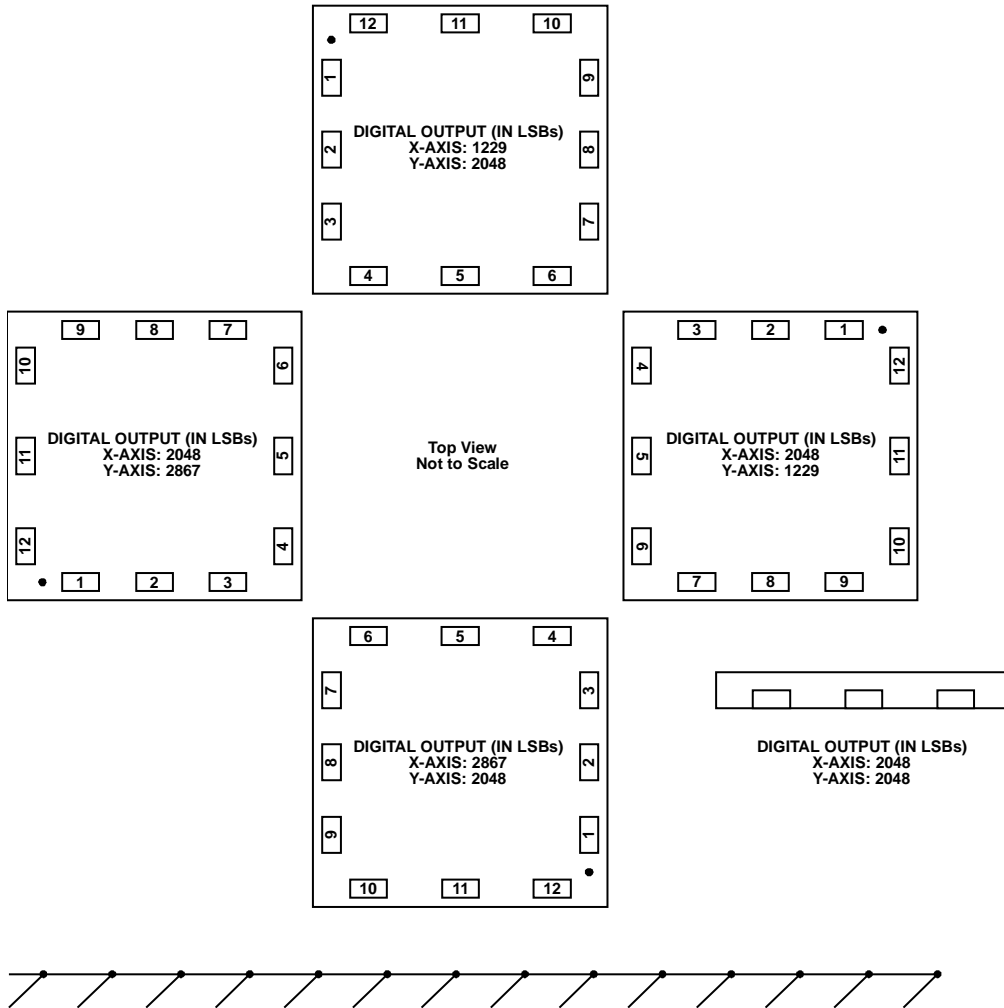 12 11 10
1 9
DIGITAL OUTPUT (IN LSBs)
2 X-AXIS: 1229 8
Y-AXIS: 2048
3 7
4 5 6
9 8 7
10 6
DIGITAL OUTPUT (IN LSBs)
11 X-AXIS: 2048 5
Y-AXIS: 2867
12 4
1 2 3
Top View
Not to Scale
3 2 1
4 12
DIGITAL OUTPUT (IN LSBs)
5 X-AXIS: 2048 11
Y-AXIS: 1229
6 10
7 8 9
6 5 4
7 3
DIGITAL OUTPUT (IN LSBs)
8 X-AXIS: 2867 2
Y-AXIS: 2048
9 1
10 11 12
DIGITAL OUTPUT (IN LSBs)
X-AXIS: 2048
Y-AXIS: 2048